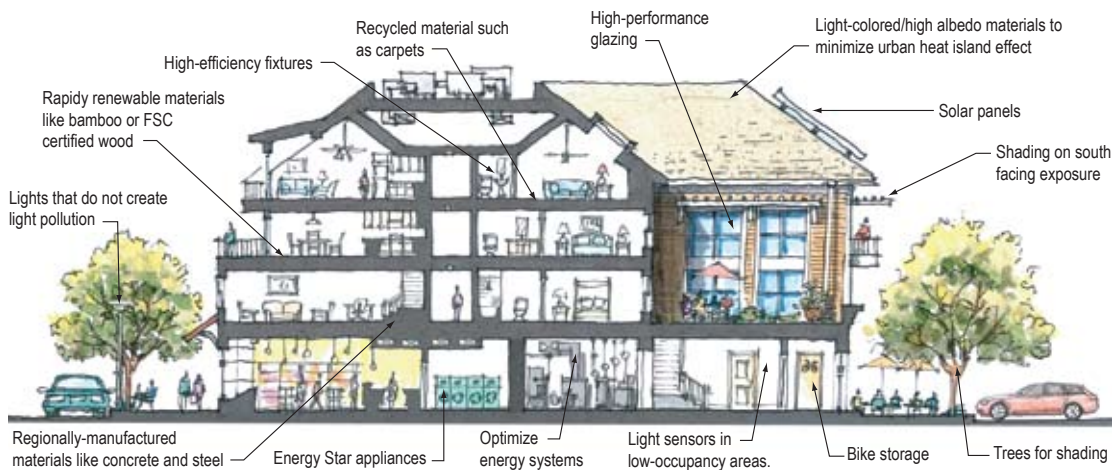 High-performance
glazing
Light-colored/high albedo materials to
minimize urban heat island effect
Recycled material such
as carpets
High-efficiency fixtures
Rapidy renewable materials
like bamboo or FSC
certified wood
Solar panels
Shading on south
facing exposure
Lights that do not create
light pollution
Regionally-manufactured
materials like concrete and steel
Energy Star appliances
Optimize
energy systems
Light sensors in
low-occupancy areas.
Bike storage
Trees for shading